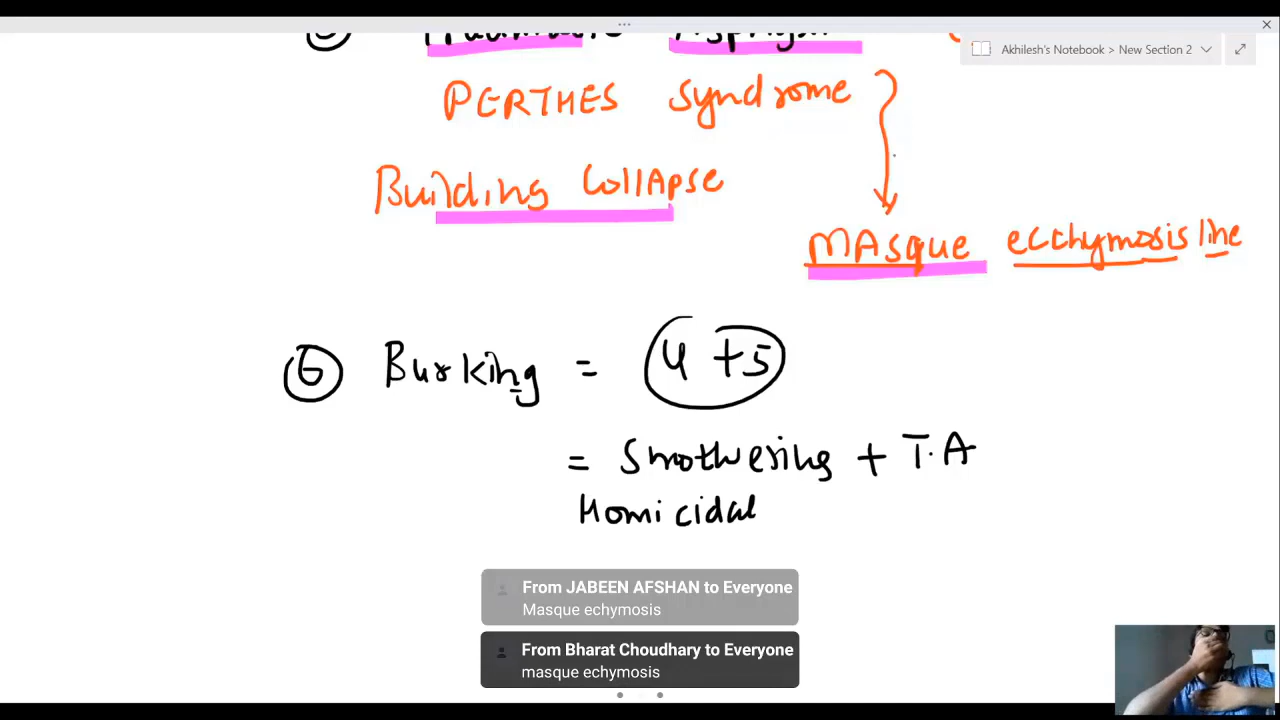 Akhilesh's Notebook > New Section 2
PERTHES Syndrome
Building Collapse
MAsque ecchymosis line
6 Burking = 4 + 5
= Smothering + T.A
Homicidal
From JABEEN AFSHAN to Everyone
Masque echymosis
From Bharat Choudhary to Everyone
masque echymosis